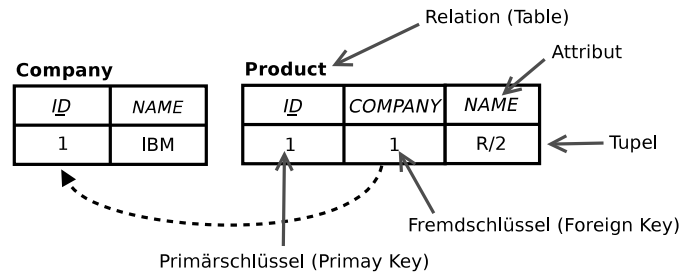 Relation (Table)
Attribut
Company
Product
ID NAME
ID COMPANY NAME
1 IBM
1 1 R/2
Tupel
Fremdschlüssel (Foreign Key)
Primärschlüssel (Primay Key)